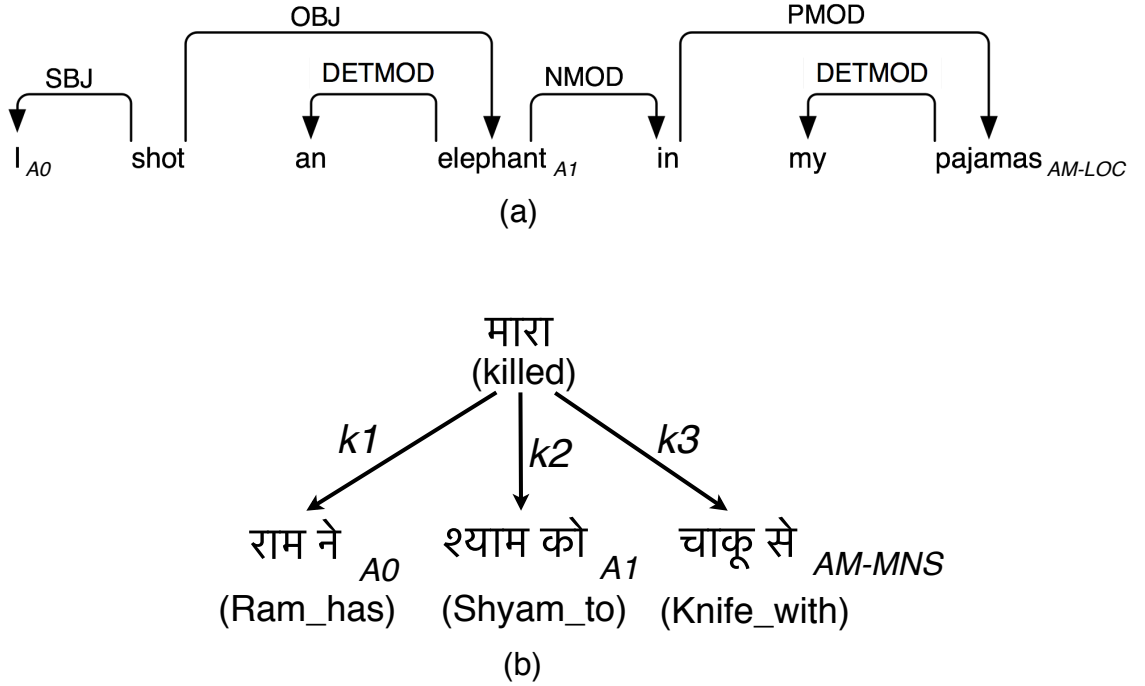 OBJ PMOD
SBJ DETMOD NMOD DETMOD
I A0 shot an elephant A1 in my pajamas AM-LOC
(a)
मारा
(killed)
k1 k2 k3
राम ने A0 श्याम को A1 चाकू से AM-MNS
(Ram_has) (Shyam_to) (Knife_with)
(b)